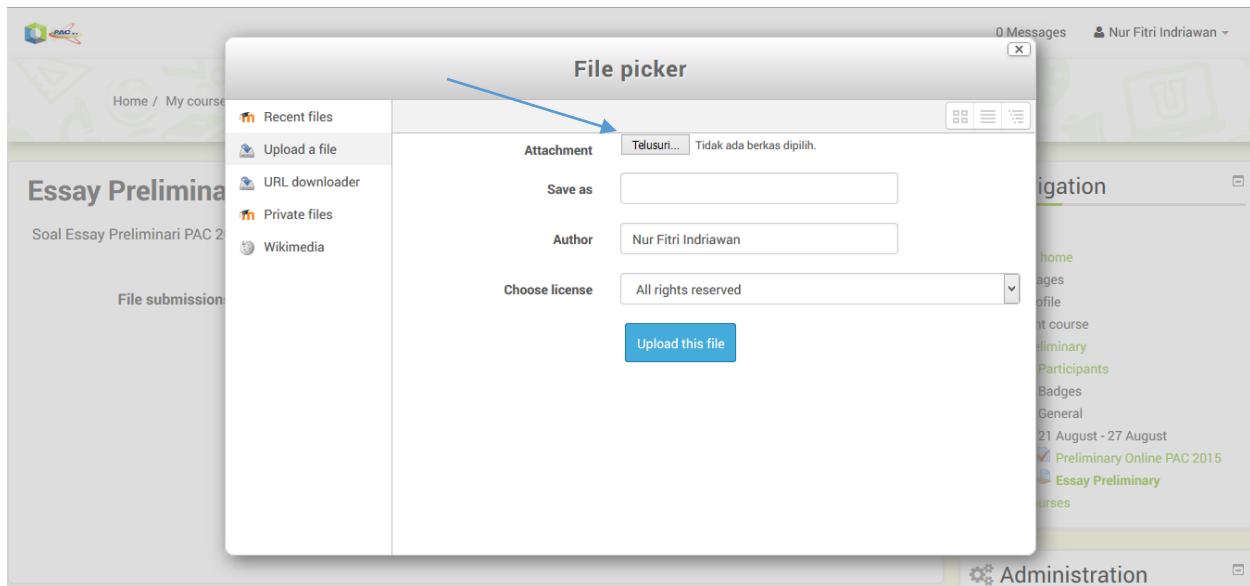 PAC
0 Messages
Nur Fitri Indriawan
Home / My course
File picker
Recent files
Upload a file
URL downloader
Private files
Wikimedia
Attachment
Telusuri...
Tidak ada berkas dipilih.
Save as
Author
Nur Fitri Indriawan
Choose license
All rights reserved
Upload this file
Essay Prelimina
Soal Essay Preliminari PAC 2
File submission
igation
home
ages
ofile
nt course
eliminary
Participants
Badges
General
21 August - 27 August
Preliminary Online PAC 2015
Essay Preliminary
urses
Administration